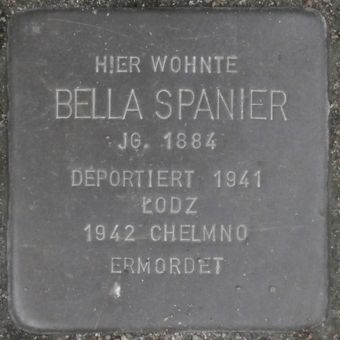 HIER WOHNTE
BELLA SPANIER
JG. 1884
DEPORTIERT 1941
ŁODZ
1942 CHELMNO
ERMORDET